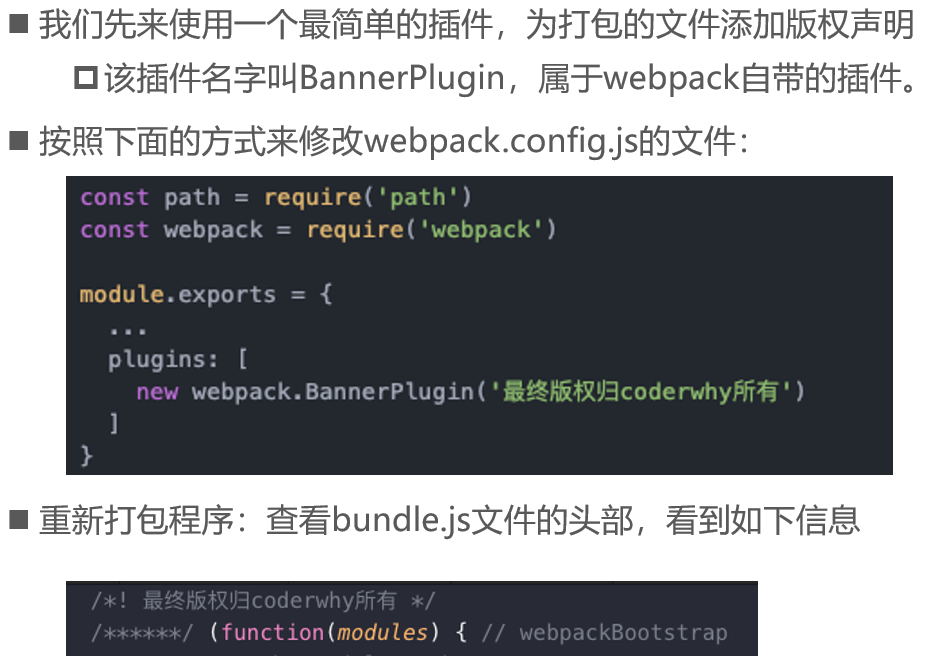 ■ 我们先来使用一个最简单的插件，为打包的文件添加版权声明
该插件名字叫BannerPlugin，属于webpack自带的插件。
■ 按照下面的方式来修改webpack.config.js的文件：
const path = require('path')
const webpack = require('webpack')
module.exports = {
...
plugins: [
new webpack.BannerPlugin('最终版权归coderwhy所有')
]
}
■ 重新打包程序：查看bundle.js文件的头部，看到如下信息
/*! 最终版权归coderwhy所有 */
/******/ (function(modules) { // webpackBootstrap